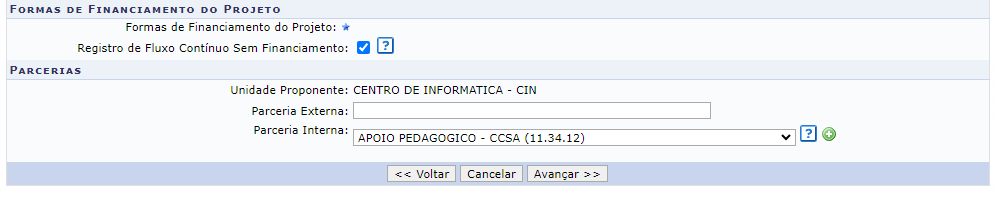 FORMAS DE FINANCIAMENTO DO PROJETO
Formas de Financiamento do Projeto:
Registro de Fluxo Contínuo Sem Financiamento: ?
PARCERIAS
Unidade Proponente: CENTRO DE INFORMATICA - CIN
Parceria Externa:
Parceria Interna: APOIO PEDAGOGICO - CCSA (11.34.12) ?
<< Voltar Cancelar Avançar >>